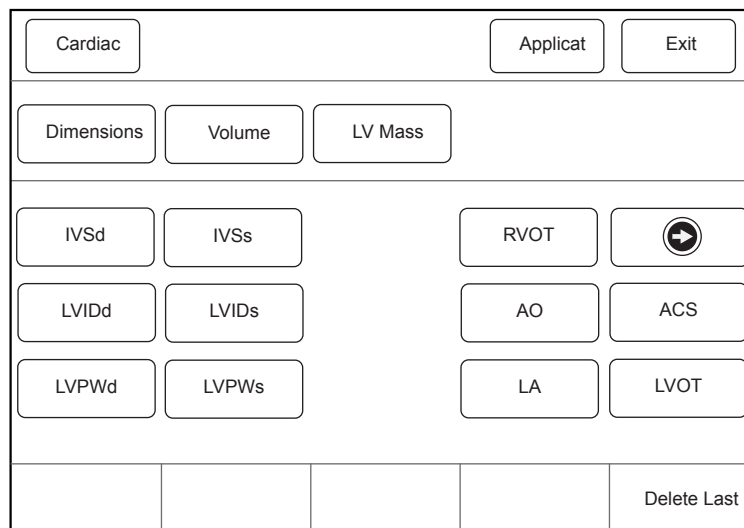 Cardiac Applicat Exit
Dimensions Volume LV Mass
IVSd IVSs RVOT
LVIDd LVIDs AO ACS
LVPWd LVPWs LA LVOT
Delete Last